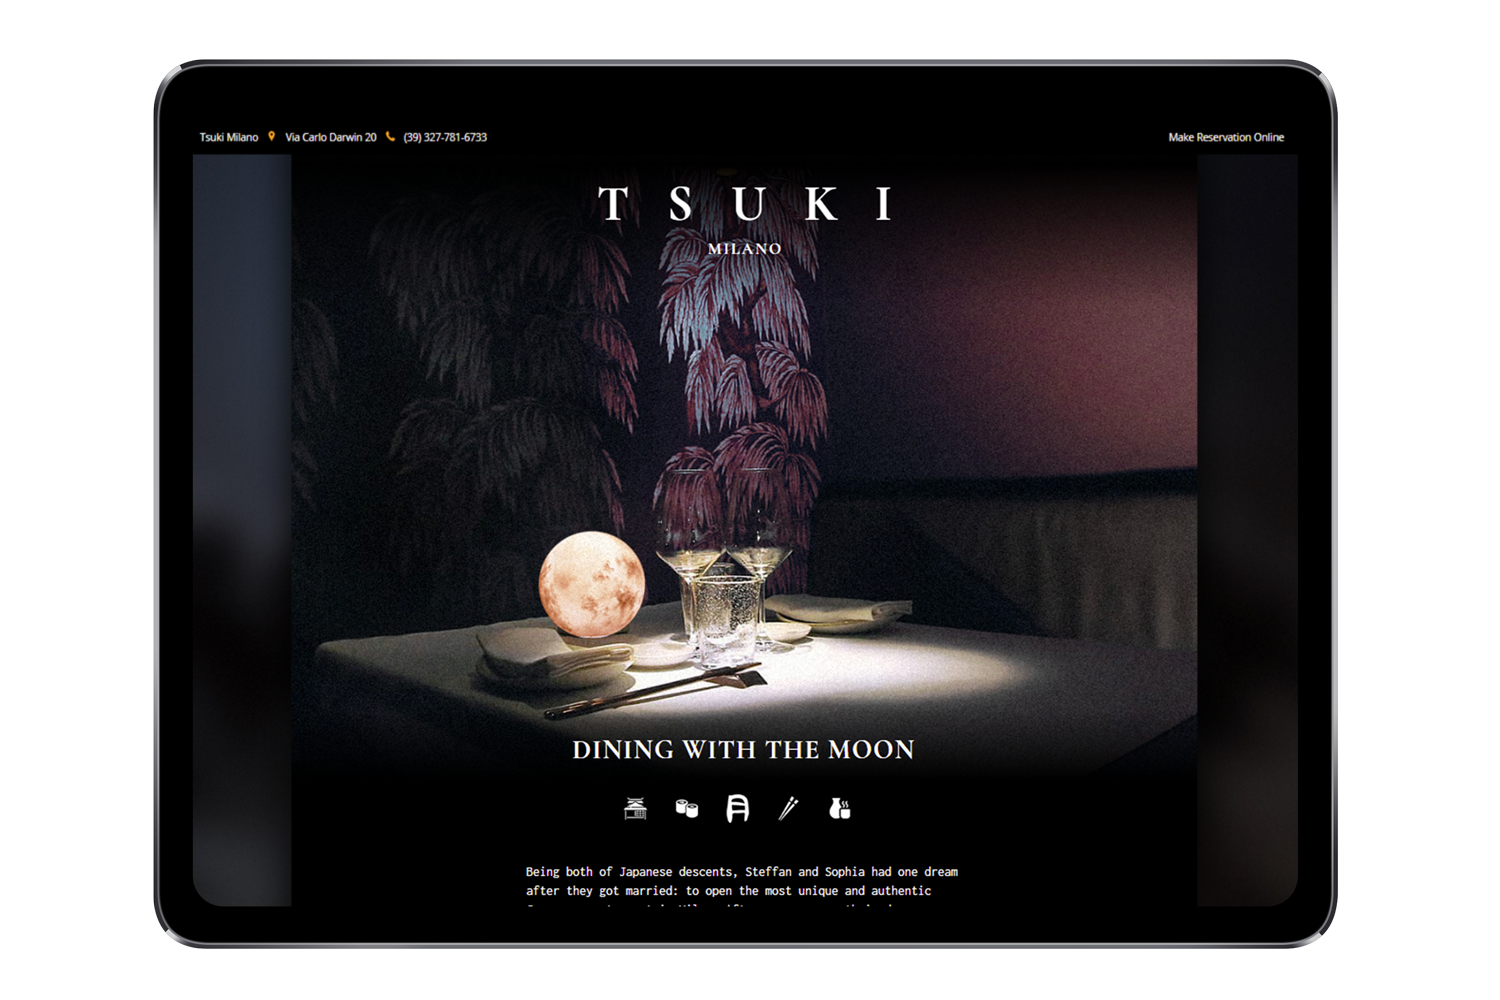 Tsuki Milano Via Carlo Darwin 20 (39) 327-781-6733
Make Reservation Online
TSUKI
MILANO
DINING WITH THE MOON
Being both of Japanese descents, Steffan and Sophia had one dream
after they got married: to open the most unique and authentic